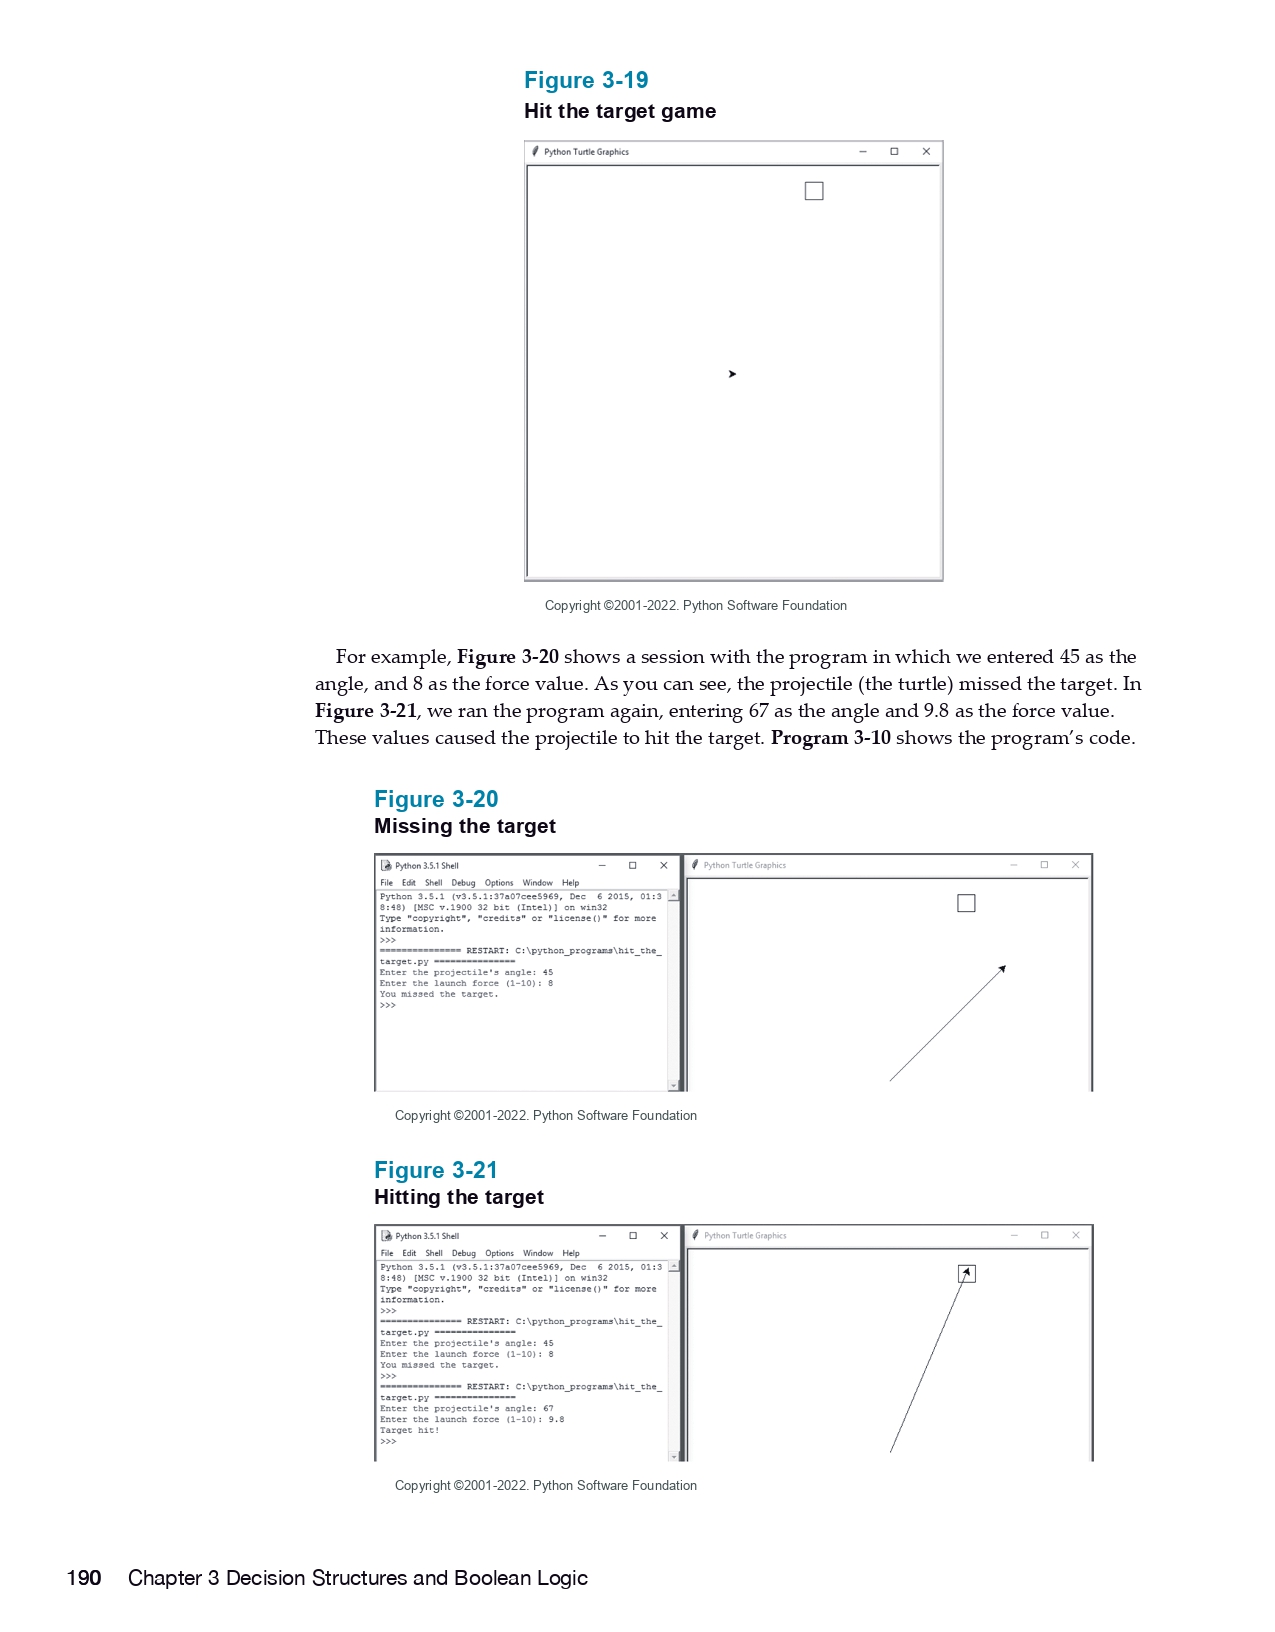 Figure 3-19
Hit the target game
Python Turtle Graphics
Copyright ©2001-2022. Python Software Foundation
For example, Figure 3-20 shows a session with the program in which we entered 45 as the
angle, and 8 as the force value. As you can see, the projectile (the turtle) missed the target. In
Figure 3-21, we ran the program again, entering 67 as the angle and 9.8 as the force value.
These values caused the projectile to hit the target. Program 3-10 shows the program’s code.
Figure 3-20
Missing the target
Python 3.5.1 Shell
File Edit Shell Debug Options Window Help
Python 3.5.1 (v3.5.1:37a07cee5969, Dec  6 2015, 01:3
8:48) [MSC v.1900 32 bit (Intel)] on win32
Type "copyright", "credits" or "license()" for more
information.
>>>
=============== RESTART: C:\python_programs\hit_the_
target.py ===============
Enter the projectile's angle: 45
Enter the launch force (1-10): 8
You missed the target.
>>>
Python Turtle Graphics
Copyright ©2001-2022. Python Software Foundation
Figure 3-21
Hitting the target
Python 3.5.1 Shell
File Edit Shell Debug Options Window Help
Python 3.5.1 (v3.5.1:37a07cee5969, Dec  6 2015, 01:3
8:48) [MSC v.1900 32 bit (Intel)] on win32
Type "copyright", "credits" or "license()" for more
information.
>>>
=============== RESTART: C:\python_programs\hit_the_
target.py ===============
Enter the projectile's angle: 45
Enter the launch force (1-10): 8
You missed the target.
>>>
=============== RESTART: C:\python_programs\hit_the_
target.py ===============
Enter the projectile's angle: 67
Enter the launch force (1-10): 9.8
Target hit!
>>>
Python Turtle Graphics
Copyright ©2001-2022. Python Software Foundation
190 Chapter 3 Decision Structures and Boolean Logic